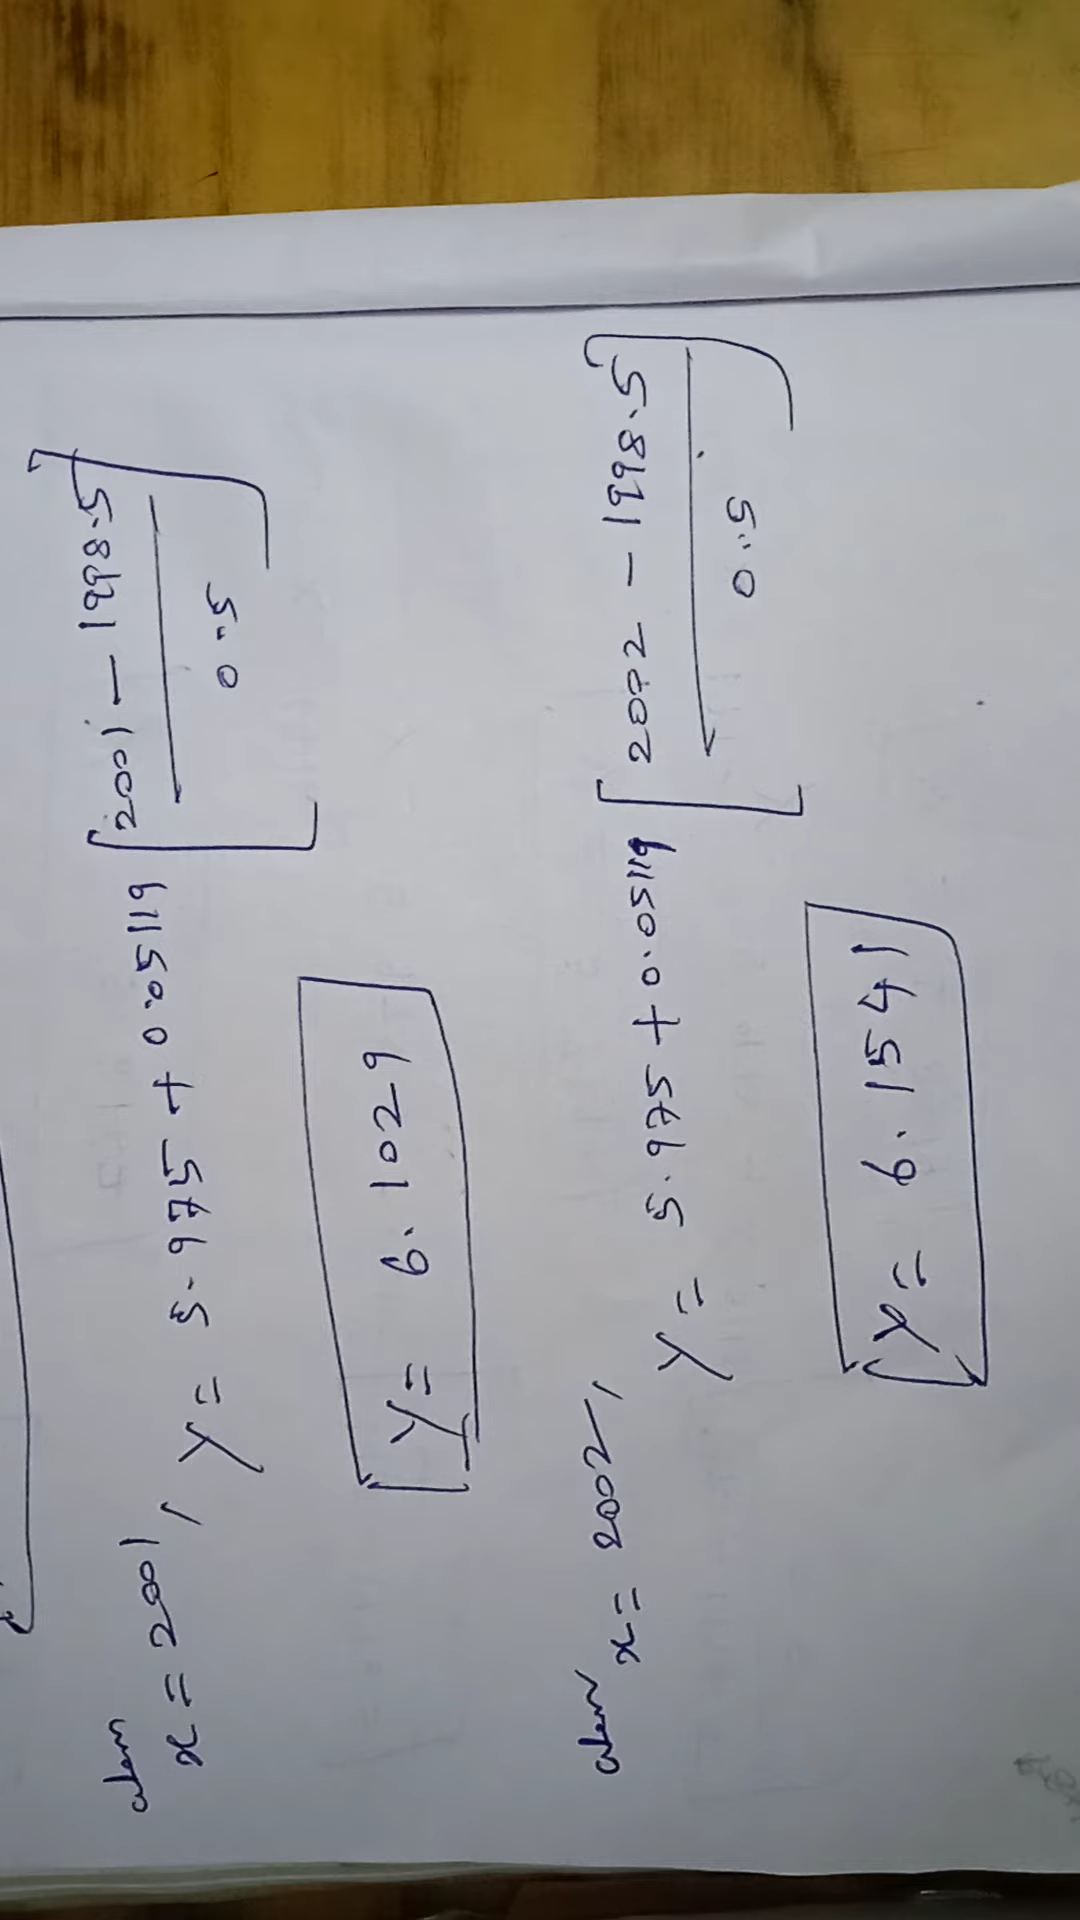 when
x = 2001, Y = 5.975 + 0.05119 [2001 - 1998.5
0.5]
Y = 6.1029
when
x = 2002,
Y = 5.975 + 0.05119 [2002 - 1998.5
0.5]
Y = 6.1541